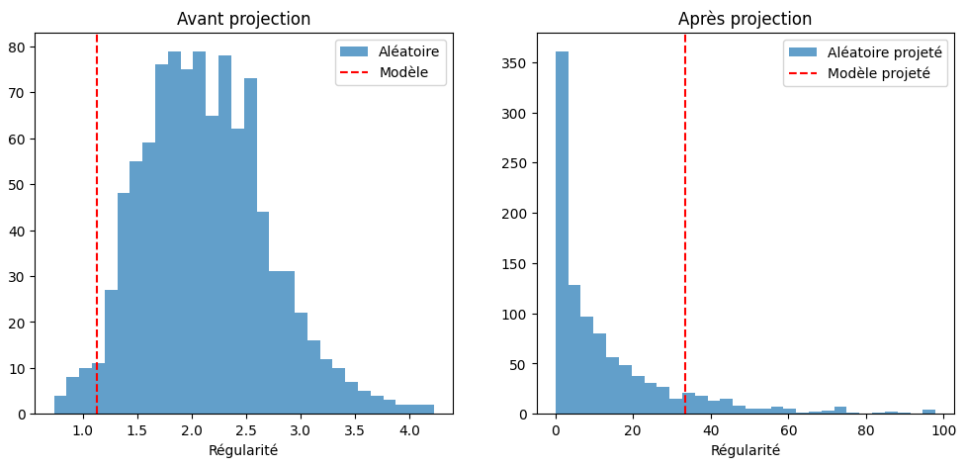 Avant projection
80
70
60
50
40
30
20
10
0
1.0 1.5 2.0 2.5 3.0 3.5 4.0
Régularité
Aléatoire
Modèle
Après projection
350
300
250
200
150
100
50
0
0 20 40 60 80 100
Régularité
Aléatoire projeté
Modèle projeté